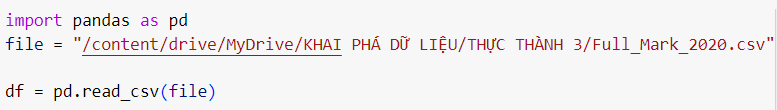 import pandas as pd
file = "/content/drive/MyDrive/KHAI PHÁ DỮ LIỆU/THỰC THÀNH 3/Full_Mark_2020.csv"
df = pd.read_csv(file)